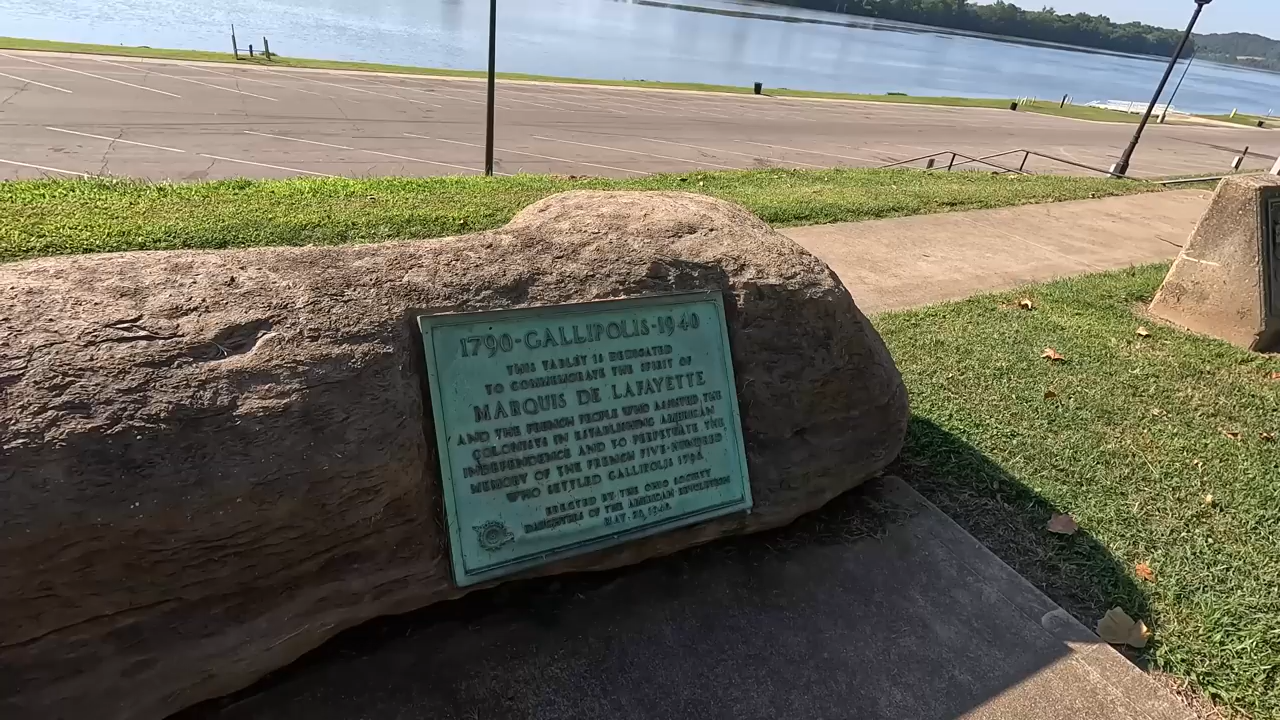 1790-GALLIPOLIS-1940
THIS TABLET IS DEDICATED
TO COMMEMORATE THE SPIRIT OF
MARQUIS DE LAFAYETTE
AND THE FRENCH PEOPLE WHO ASSISTED THE
COLONISTS IN ESTABLISHING AMERICAN
INDEPENDENCE AND TO PERPETUATE THE
MEMORY OF THE FRENCH FIVE-HUNDRED
WHO SETTLED GALLIPOLIS 1790.
ERECTED BY THE OHIO SOCIETY
DAUGHTERS OF THE AMERICAN REVOLUTION
MAY 1940.